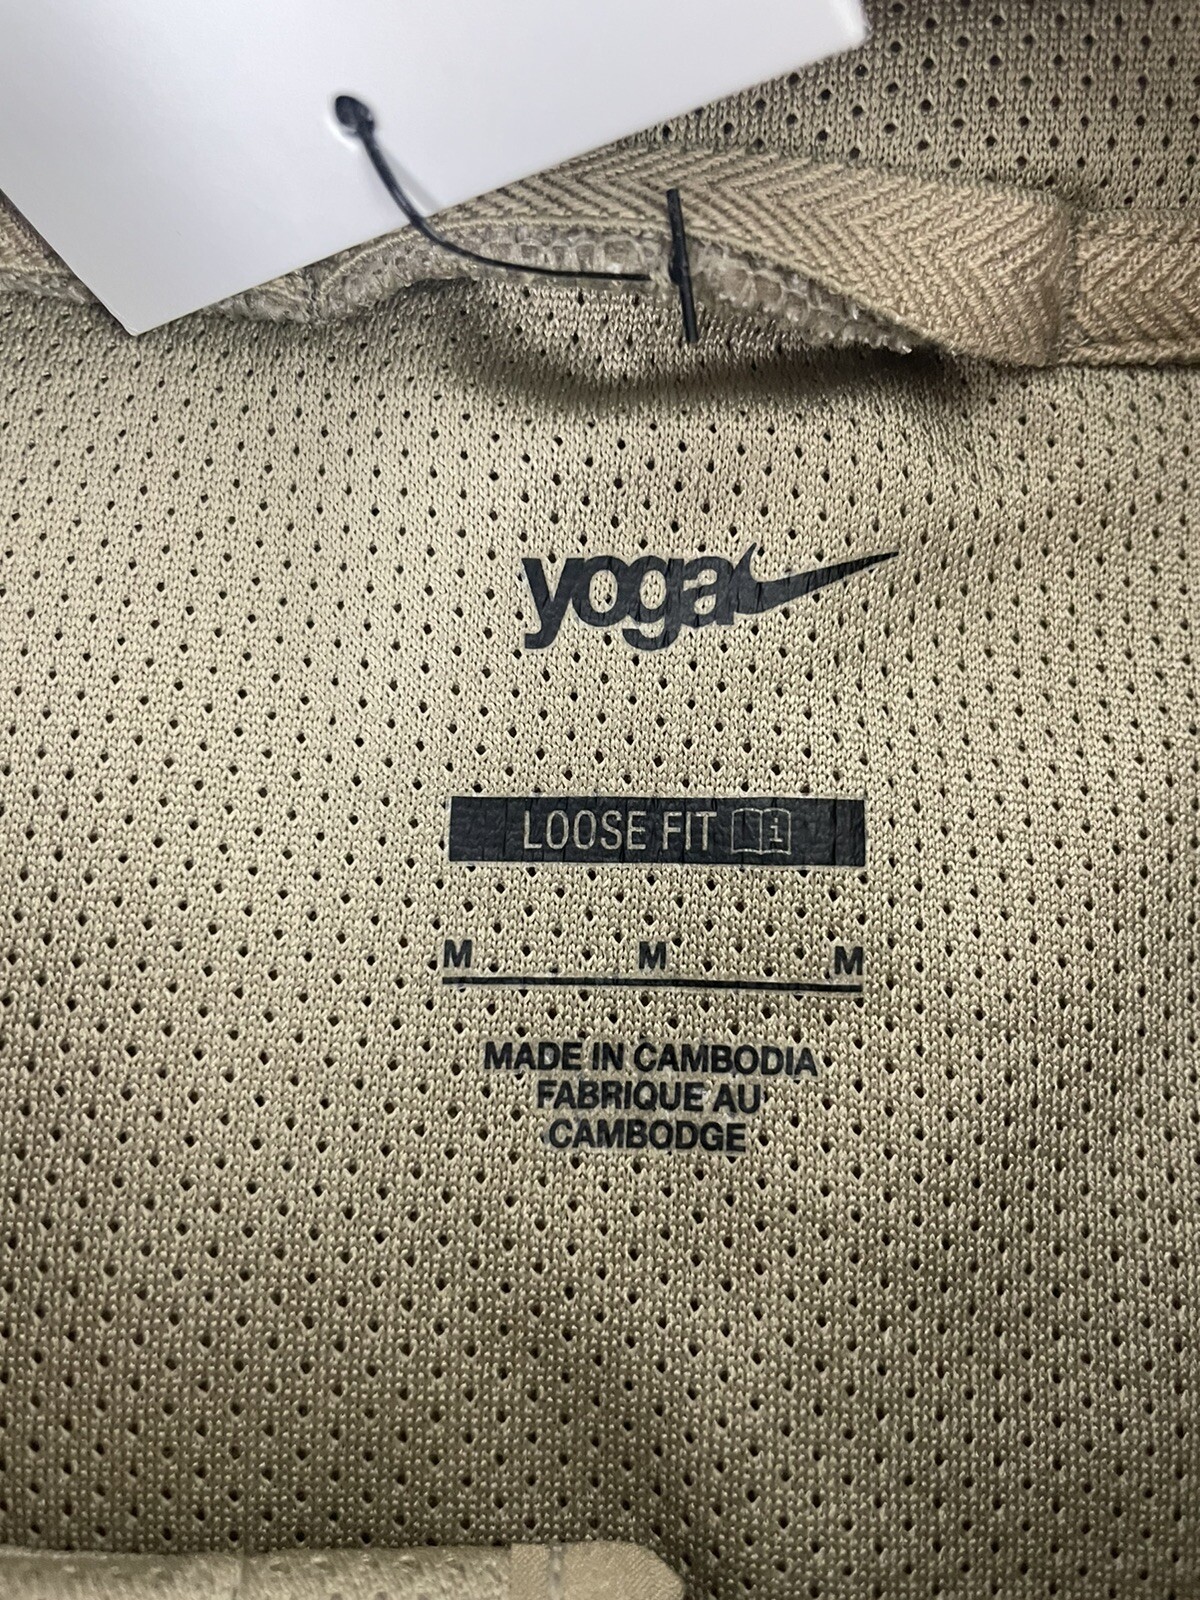 yoga
LOOSE FIT i
M M M
MADE IN CAMBODIA
FABRIQUE AU
CAMBODGE